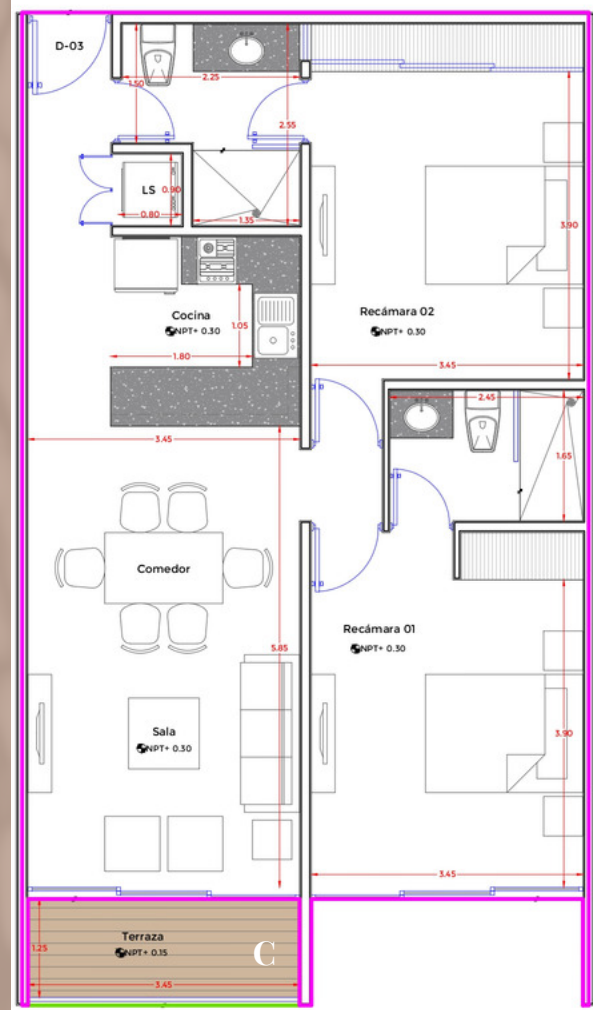 D-03
1.50
2.25
2.55
LS
0.90
0.80
1.35
3.90
Cocina
NPT+ 0.30
1.05
1.80
Recámara 02
NPT+ 0.30
3.45
3.45
2.45
1.65
Comedor
5.85
Recámara 01
NPT+ 0.30
3.90
Sala
NPT+ 0.30
3.45
Terraza
NPT+ 0.15
1.25
C
3.45